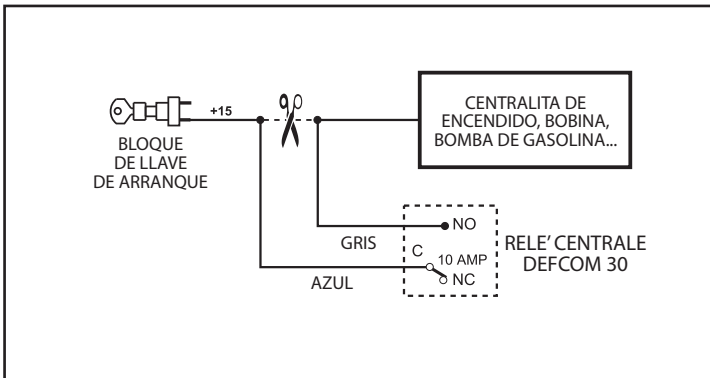 +15
BLOQUE
DE LLAVE
DE ARRANQUE
CENTRALITA DE
ENCENDIDO, BOBINA,
BOMBA DE GASOLINA...
GRIS
AZUL
NO
C
10 AMP
NC
RELE' CENTRALE
DEFCOM 30